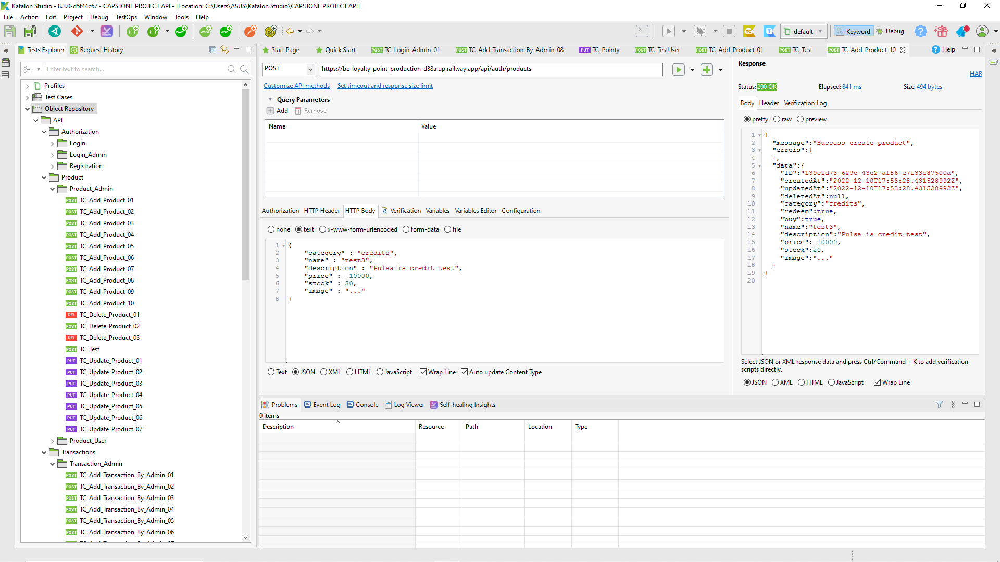 Katalon Studio - 8.3.0-d5f44c67 - CAPSTONE PROJECT API - [Location: C:\Users\ASUS\Katalon Studio\CAPSTONE PROJECT API]
File Action Edit Project Debug TestOps Window Tools Help
default Keyword Debug
Tests Explorer Request History
Enter text to search...
Profiles
Test Cases
Object Repository
API
Authorization
Login
Login_Admin
Registration
Product
Product_Admin
POST TC_Add_Product_01
POST TC_Add_Product_02
POST TC_Add_Product_03
POST TC_Add_Product_04
POST TC_Add_Product_05
POST TC_Add_Product_06
POST TC_Add_Product_07
POST TC_Add_Product_08
POST TC_Add_Product_09
POST TC_Add_Product_10
DEL TC_Delete_Product_01
POST TC_Delete_Product_02
DEL TC_Delete_Product_03
POST TC_Test
PUT TC_Update_Product_01
PUT TC_Update_Product_02
PUT TC_Update_Product_03
PUT TC_Update_Product_04
PUT TC_Update_Product_05
PUT TC_Update_Product_06
PUT TC_Update_Product_07
Product_User
Transactions
Transaction_Admin
POST TC_Add_Transaction_By_Admin_01
POST TC_Add_Transaction_By_Admin_02
POST TC_Add_Transaction_By_Admin_03
POST TC_Add_Transaction_By_Admin_04
POST TC_Add_Transaction_By_Admin_05
POST TC_Add_Transaction_By_Admin_06
Start Page Quick Start POST TC_Login_Admin_01 POST TC_Add_Transaction_By_Admin_08 PUT TC_Pointy POST TC_TestUser POST TC_Add_Product_01 POST TC_Test POST TC_Add_Product_10 Help
POST https://be-loyalty-point-production-d38a.up.railway.app/api/auth/products
Customize API methods Set timeout and response size limit
Query Parameters
Add Remove
Name Value
Authorization HTTP Header HTTP Body Verification Variables Variables Editor Configuration
none text x-www-form-urlencoded form-data file
1 {
2 "category" : "credits",
3 "name" : "test3",
4 "description" : "Pulsa is credit test",
5 "price" : -10000,
6 "stock" : 20,
7 "image" : "..."
8 }
Text JSON XML HTML JavaScript Wrap Line Auto update Content Type
Response
HAR
Status: 200 OK Elapsed: 841 ms Size: 494 bytes
Body Header Verification Log
pretty raw preview
1 {
2 "message":"Success create product",
3 "errors":{
4 },
5 "data":{
6 "ID":"139c1d73-629c-43c2-af86-e7f33e87500a",
7 "createdAt":"2022-12-10T17:53:28.431528992Z",
8 "updatedAt":"2022-12-10T17:53:28.431528992Z",
9 "deletedAt":null,
10 "category":"credits",
11 "redeem":true,
12 "buy":true,
13 "name":"test3",
14 "description":"Pulsa is credit test",
15 "price":-10000,
16 "stock":20,
17 "image":"..."
18 }
19 }
20
Select JSON or XML response data and press Ctrl/Command + K to add verification
scripts directly.
JSON XML HTML JavaScript Wrap Line
Problems Event Log Console Log Viewer Self-healing Insights
0 items
Description Resource Path Location Type